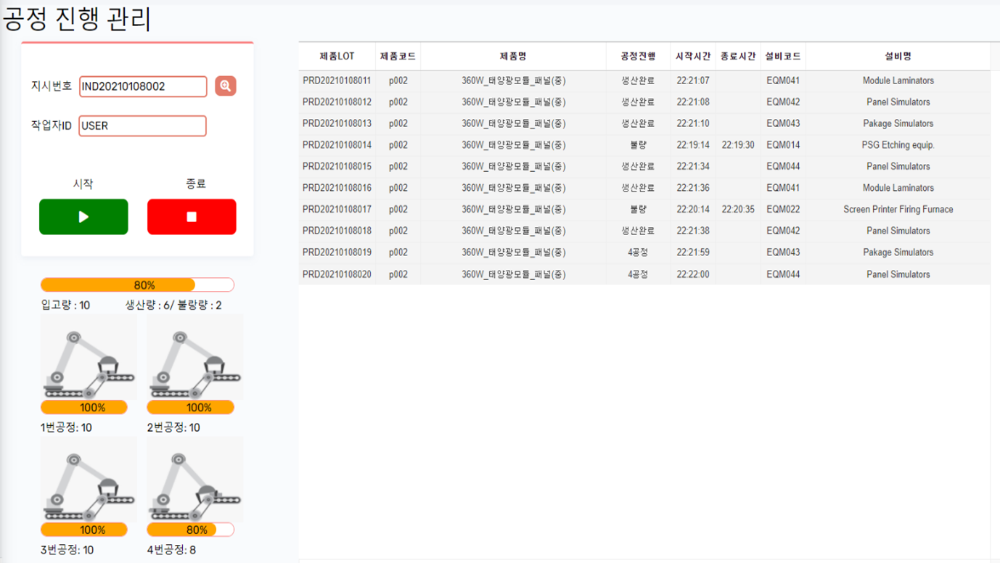 공정 진행 관리
지시번호 IND20210108002
작업자ID USER
시작 종료
80%
입고량 : 10 생산량 : 6/ 불랑량 : 2
100% 100%
1번공정: 10 2번공정: 10
100% 80%
3번공정: 10 4번공정: 8
제품LOT 제품코드 제품명 공정진행 시작시간 종료시간 설비코드 설비명
PRD20210108011 p002 360W_태양광모듈_패널(중) 생산완료 22:21:07 EQM041 Module Laminators
PRD20210108012 p002 360W_태양광모듈_패널(중) 생산완료 22:21:08 EQM042 Panel Simulators
PRD20210108013 p002 360W_태양광모듈_패널(중) 생산완료 22:21:10 EQM043 Pakage Simulators
PRD20210108014 p002 360W_태양광모듈_패널(중) 불량 22:19:14 22:19:30 EQM014 PSG Etching equip.
PRD20210108015 p002 360W_태양광모듈_패널(중) 생산완료 22:21:34 EQM044 Panel Simulators
PRD20210108016 p002 360W_태양광모듈_패널(중) 생산완료 22:21:36 EQM041 Module Laminators
PRD20210108017 p002 360W_태양광모듈_패널(중) 불량 22:20:14 22:20:35 EQM022 Screen Printer Firing Furnace
PRD20210108018 p002 360W_태양광모듈_패널(중) 생산완료 22:21:38 EQM042 Panel Simulators
PRD20210108019 p002 360W_태양광모듈_패널(중) 4공정 22:21:59 EQM043 Pakage Simulators
PRD20210108020 p002 360W_태양광모듈_패널(중) 4공정 22:22:00 EQM044 Panel Simulators